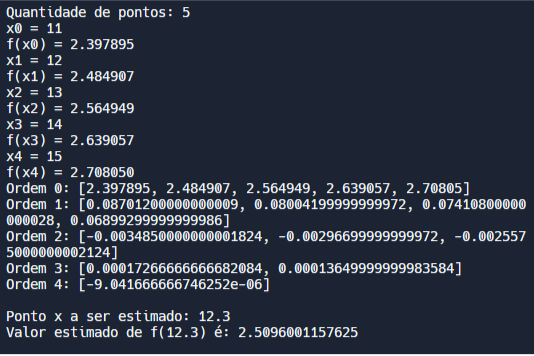 Quantidade de pontos: 5
x0 = 11
f(x0) = 2.397895
x1 = 12
f(x1) = 2.484907
x2 = 13
f(x2) = 2.564949
x3 = 14
f(x3) = 2.639057
x4 = 15
f(x4) = 2.708050
Ordem 0: [2.397895, 2.484907, 2.564949, 2.639057, 2.70805]
Ordem 1: [0.08701200000000009, 0.08004199999999972, 0.07410800000
000028, 0.06899299999999986]
Ordem 2: [-0.0034850000000001824, -0.00296699999999972, -0.002557
5000000002124]
Ordem 3: [0.00017266666666682084, 0.00013649999999983584]
Ordem 4: [-9.041666666746252e-06]
Ponto x a ser estimado: 12.3
Valor estimado de f(12.3) é: 2.5096001157625